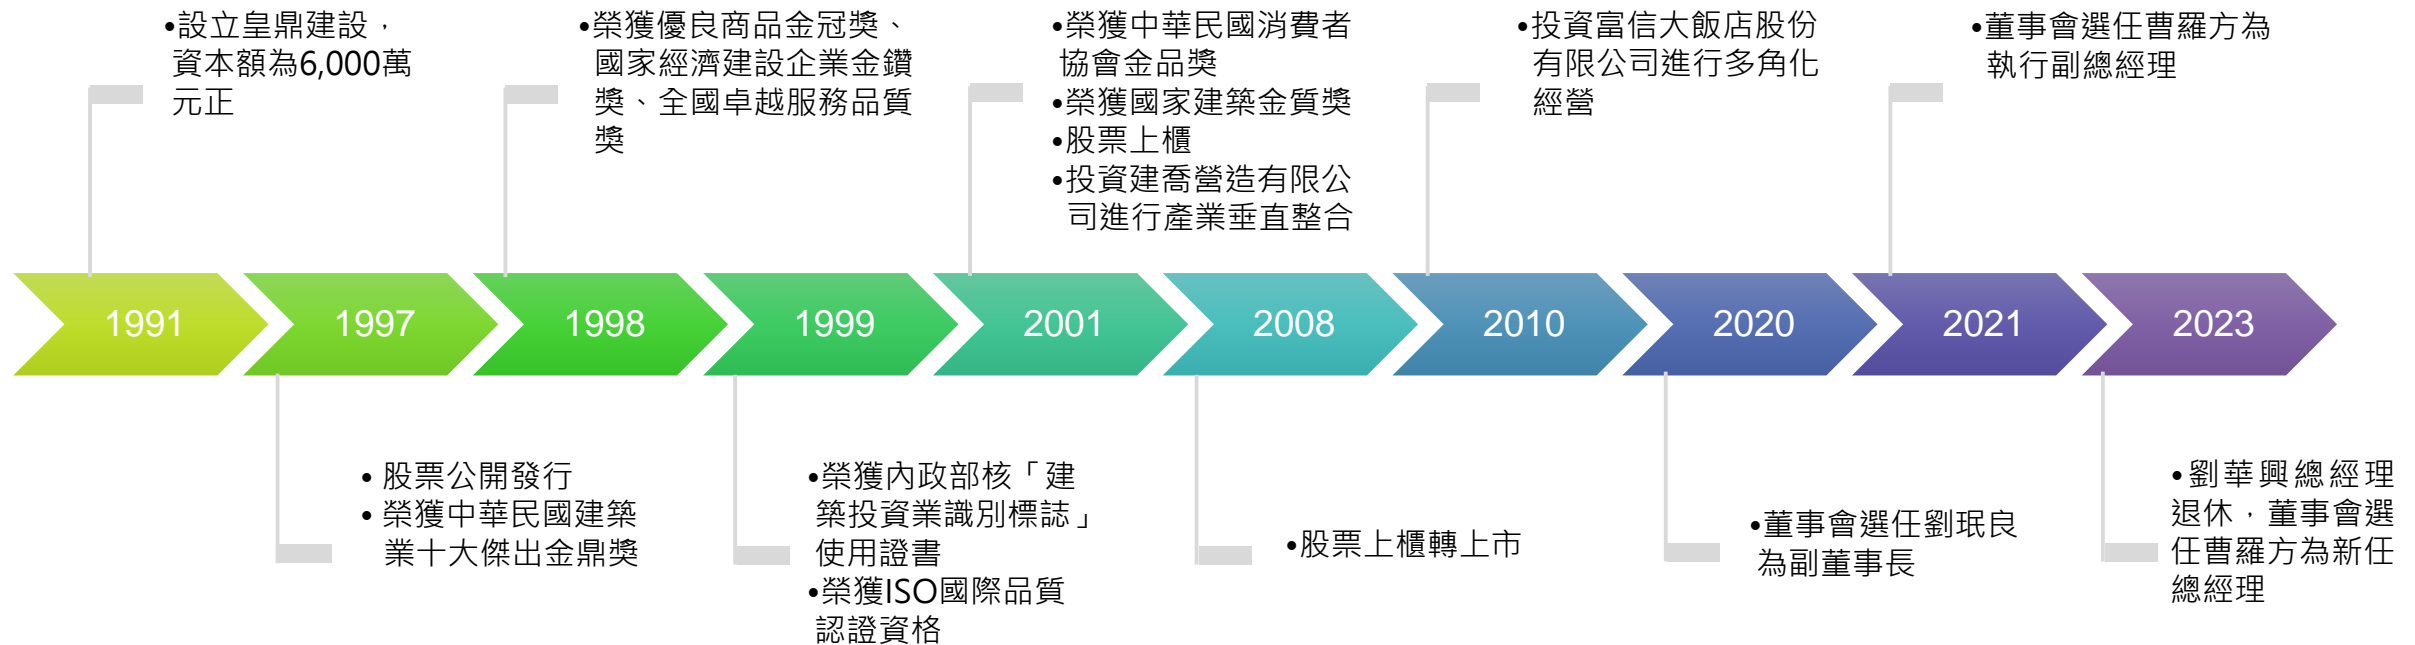 •設立皇鼎建設，
資本額為6,000萬
元正
•榮獲優良商品金冠獎、
國家經濟建設企業金鑽
獎、全國卓越服務品質
獎
•榮獲中華民國消費者
協會金品獎
•榮獲國家建築金質獎
•股票上櫃
•投資建喬營造有限公
司進行產業垂直整合
•投資富信大飯店股份
有限公司進行多角化
經營
•董事會選任曹羅方為
執行副總經理
1991
1997
1998
1999
2001
2008
2010
2020
2021
2023
• 股票公開發行
• 榮獲中華民國建築
業十大傑出金鼎獎
•榮獲內政部核「建
築投資業識別標誌」
使用證書
•榮獲ISO國際品質
認證資格
•股票上櫃轉上市
•董事會選任劉珉良
為副董事長
•劉華興總經理
退休，董事會選
任曹羅方為新任
總經理